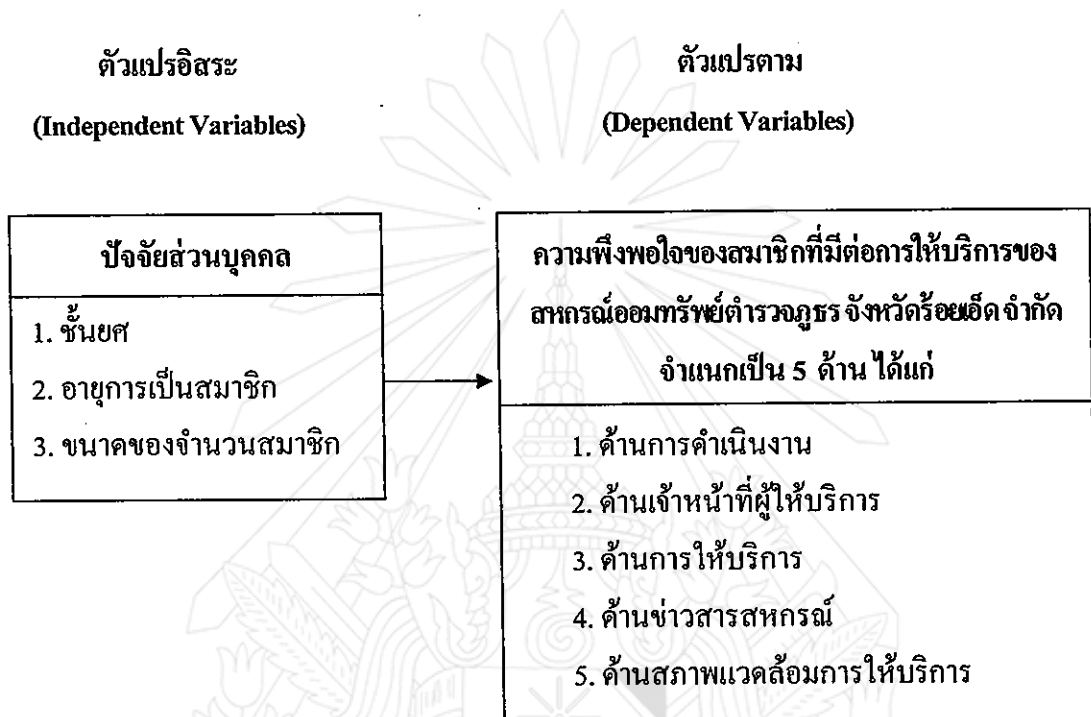 ตัวแปรอิสระ
(Independent Variables)
ตัวแปรตาม
(Dependent Variables)
ปัจจัยส่วนบุคคล
1. ชั้นยศ
2. อายุการเป็นสมาชิก
3. ขนาดของจำนวนสมาชิก
ความพึงพอใจของสมาชิกที่มีต่อการให้บริการของ
สหกรณ์ออมทรัพย์ตำรวจภูธร จังหวัดร้อยเอ็ด จำกัด
จำแนกเป็น 5 ด้าน ได้แก่
1. ด้านการดำเนินงาน
2. ด้านเจ้าหน้าที่ผู้ให้บริการ
3. ด้านการให้บริการ
4. ด้านข่าวสารสหกรณ์
5. ด้านสภาพแวดล้อมการให้บริการ